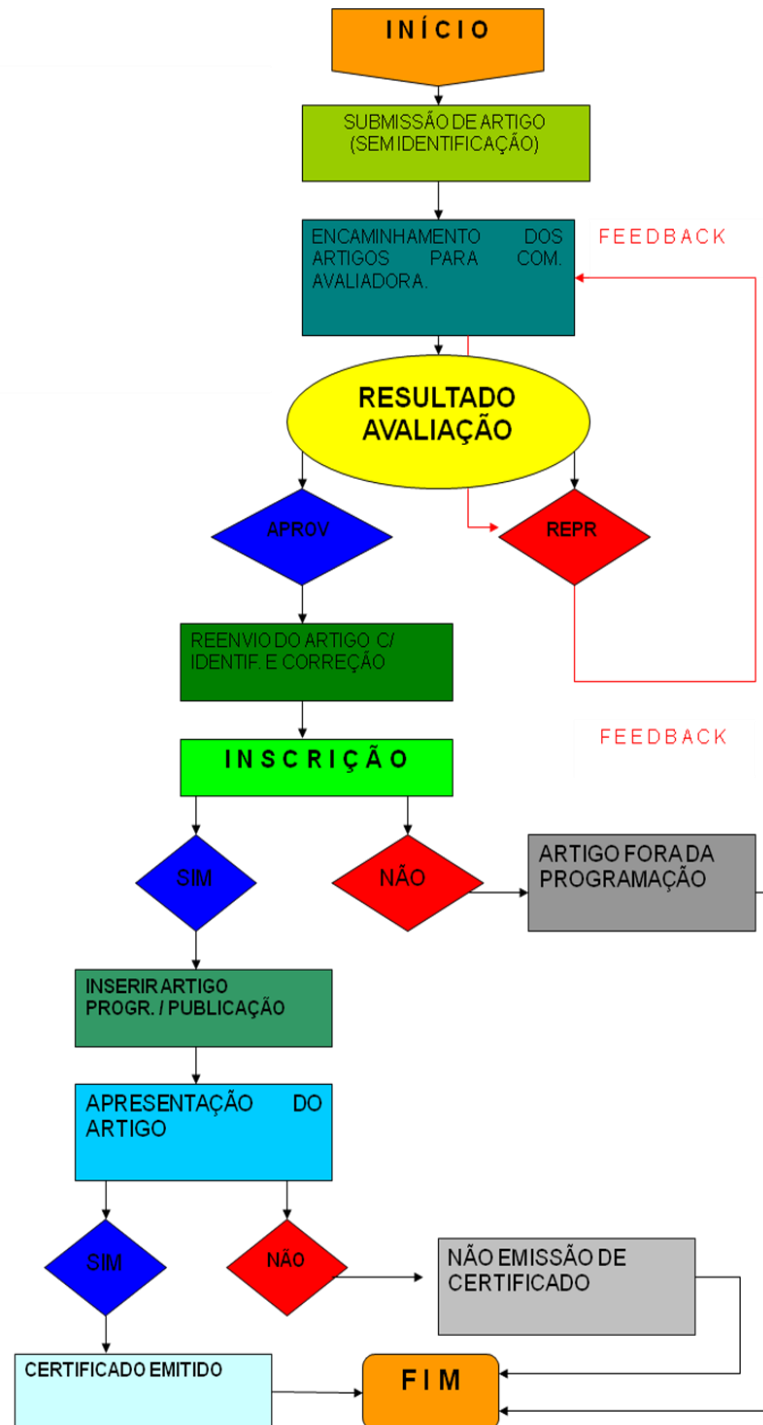 INÍCIO
SUBMISSÃO DE ARTIGO
(SEM IDENTIFICAÇÃO)
ENCAMINHAMENTO DOS
ARTIGOS PARA COM.
AVALIADORA.
FEEDBACK
RESULTADO
AVALIAÇÃO
APROV
REPR
REENVIO DO ARTIGO C/
IDENTIF. E CORREÇÃO
FEEDBACK
INSCRIÇÃO
SIM
NÃO
ARTIGO FORA DA
PROGRAMAÇÃO
INSERIR ARTIGO
PROGR. / PUBLICAÇÃO
APRESENTAÇÃO DO
ARTIGO
SIM
NÃO
NÃO EMISSÃO DE
CERTIFICADO
CERTIFICADO EMITIDO
FIM